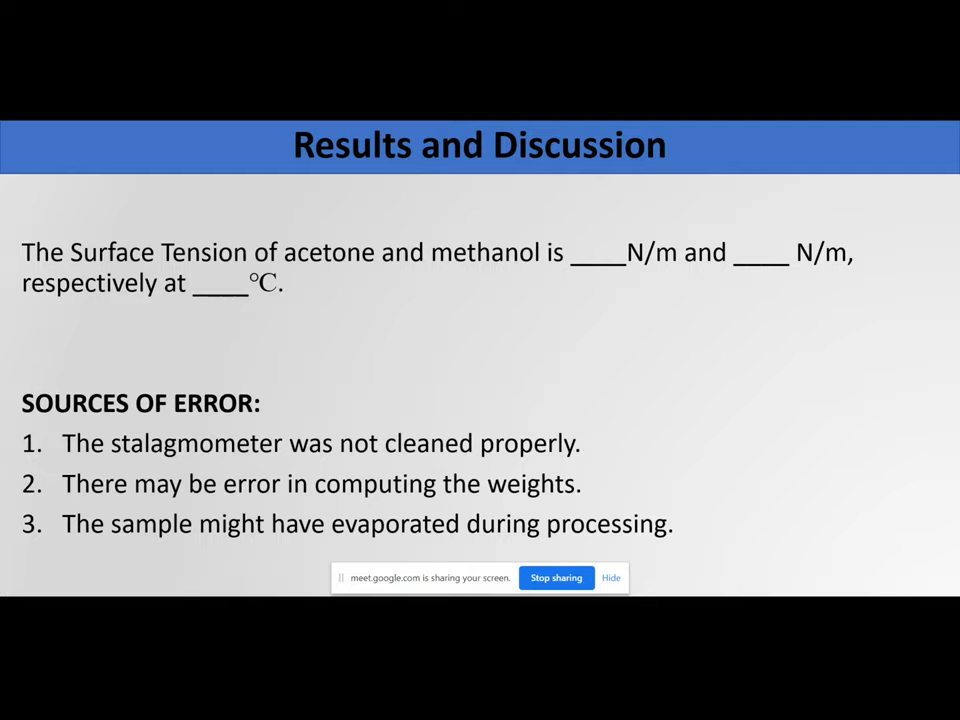 Results and Discussion
The Surface Tension of acetone and methanol is ____N/m and ____ N/m,
respectively at ____℃.
SOURCES OF ERROR:
1. The stalagmometer was not cleaned properly.
2. There may be error in computing the weights.
3. The sample might have evaporated during processing.
meet.google.com is sharing your screen. Stop sharing Hide